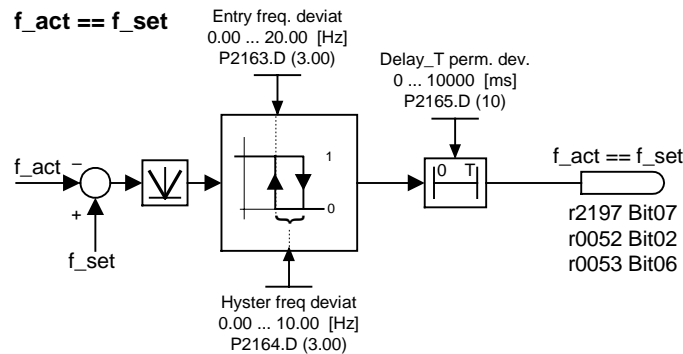 f_act == f_set
Entry freq. deviat
0.00 ... 20.00 [Hz]
P2163.D (3.00)
Delay_T perm. dev.
0 ... 10000 [ms]
P2165.D (10)
f_act
−
+
f_set
1
0
0 T
f_act == f_set
r2197 Bit07
r0052 Bit02
r0053 Bit06
Hyster freq deviat
0.00 ... 10.00 [Hz]
P2164.D (3.00)